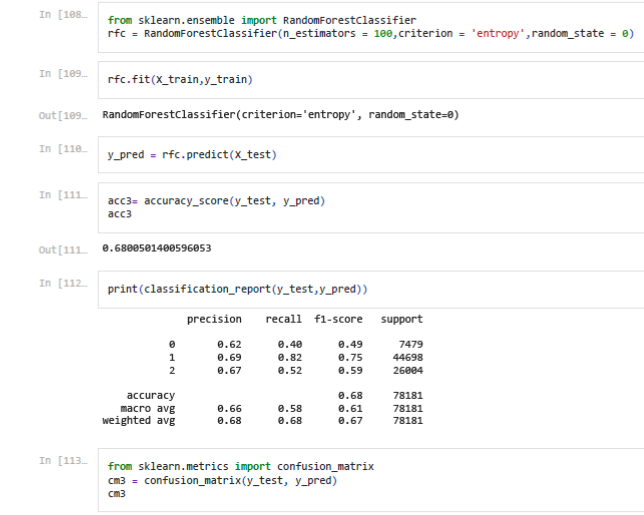 In [108…
from sklearn.ensemble import RandomForestClassifier
rfc = RandomForestClassifier(n_estimators = 100,criterion = 'entropy',random_state = 0)
In [109…
rfc.fit(X_train,y_train)
Out[109…
RandomForestClassifier(criterion='entropy', random_state=0)
In [110…
y_pred = rfc.predict(X_test)
In [111…
acc3= accuracy_score(y_test, y_pred)
acc3
Out[111…
0.6800501400596053
In [112…
print(classification_report(y_test,y_pred))
precision recall f1-score support
0 0.62 0.40 0.49 7479
1 0.69 0.82 0.75 44698
2 0.67 0.52 0.59 26004
accuracy 0.68 78181
macro avg 0.66 0.58 0.61 78181
weighted avg 0.68 0.68 0.67 78181
In [113…
from sklearn.metrics import confusion_matrix
cm3 = confusion_matrix(y_test, y_pred)
cm3